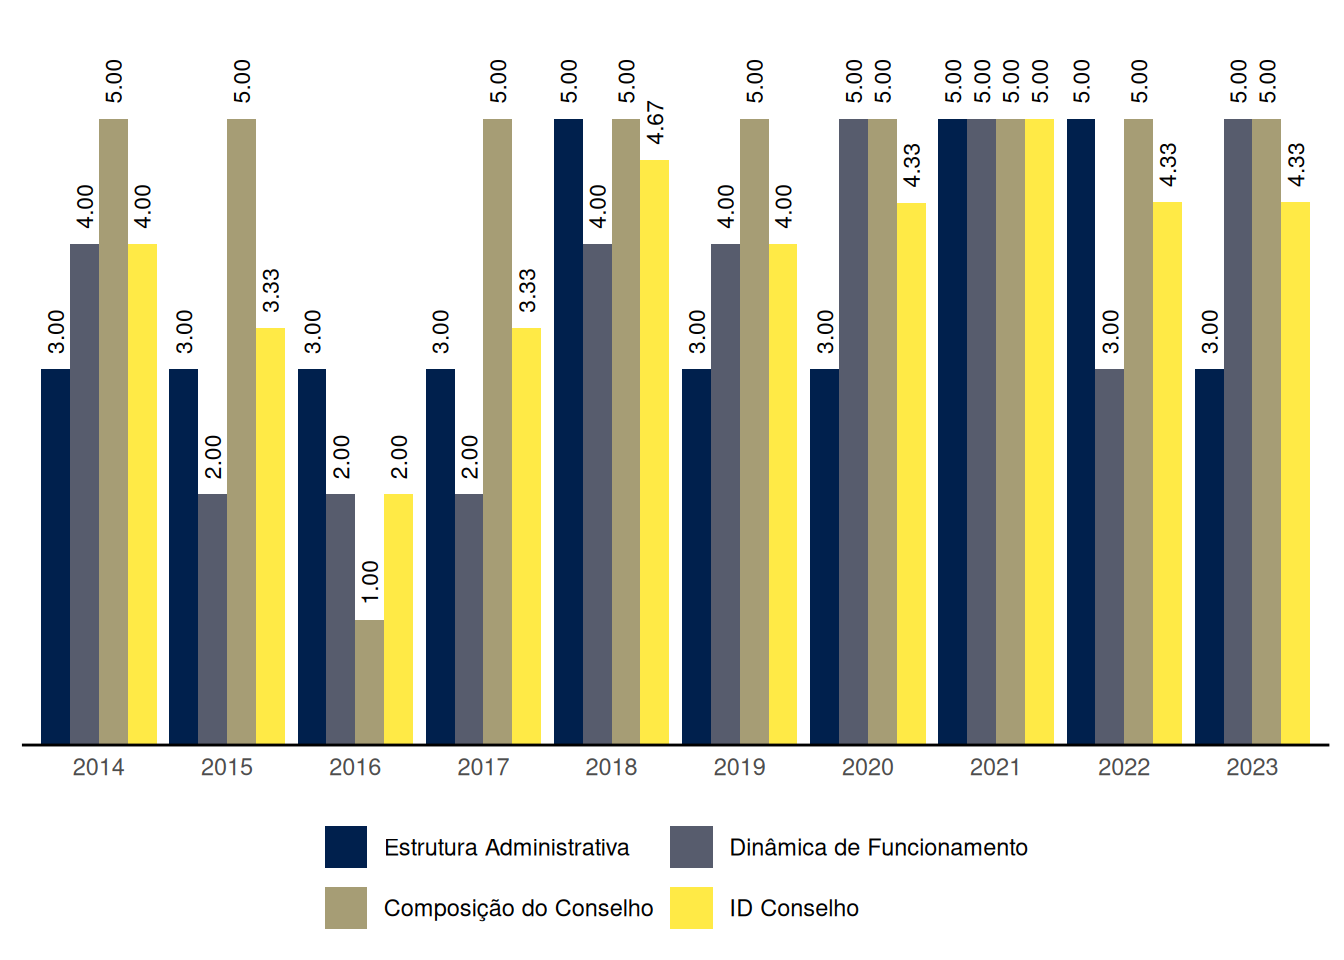 3.00 4.00 5.00 4.00
3.00 2.00 5.00 3.33
3.00 2.00 1.00 2.00
3.00 2.00 5.00 3.33
5.00 4.00 5.00 4.67
3.00 4.00 5.00 4.00
3.00 5.00 5.00 4.33
5.00 5.00 5.00 5.00
5.00 3.00 5.00 4.33
3.00 5.00 5.00 4.33
2014 2015 2016 2017 2018 2019 2020 2021 2022 2023
Estrutura Administrativa Dinâmica de Funcionamento
Composição do Conselho ID Conselho